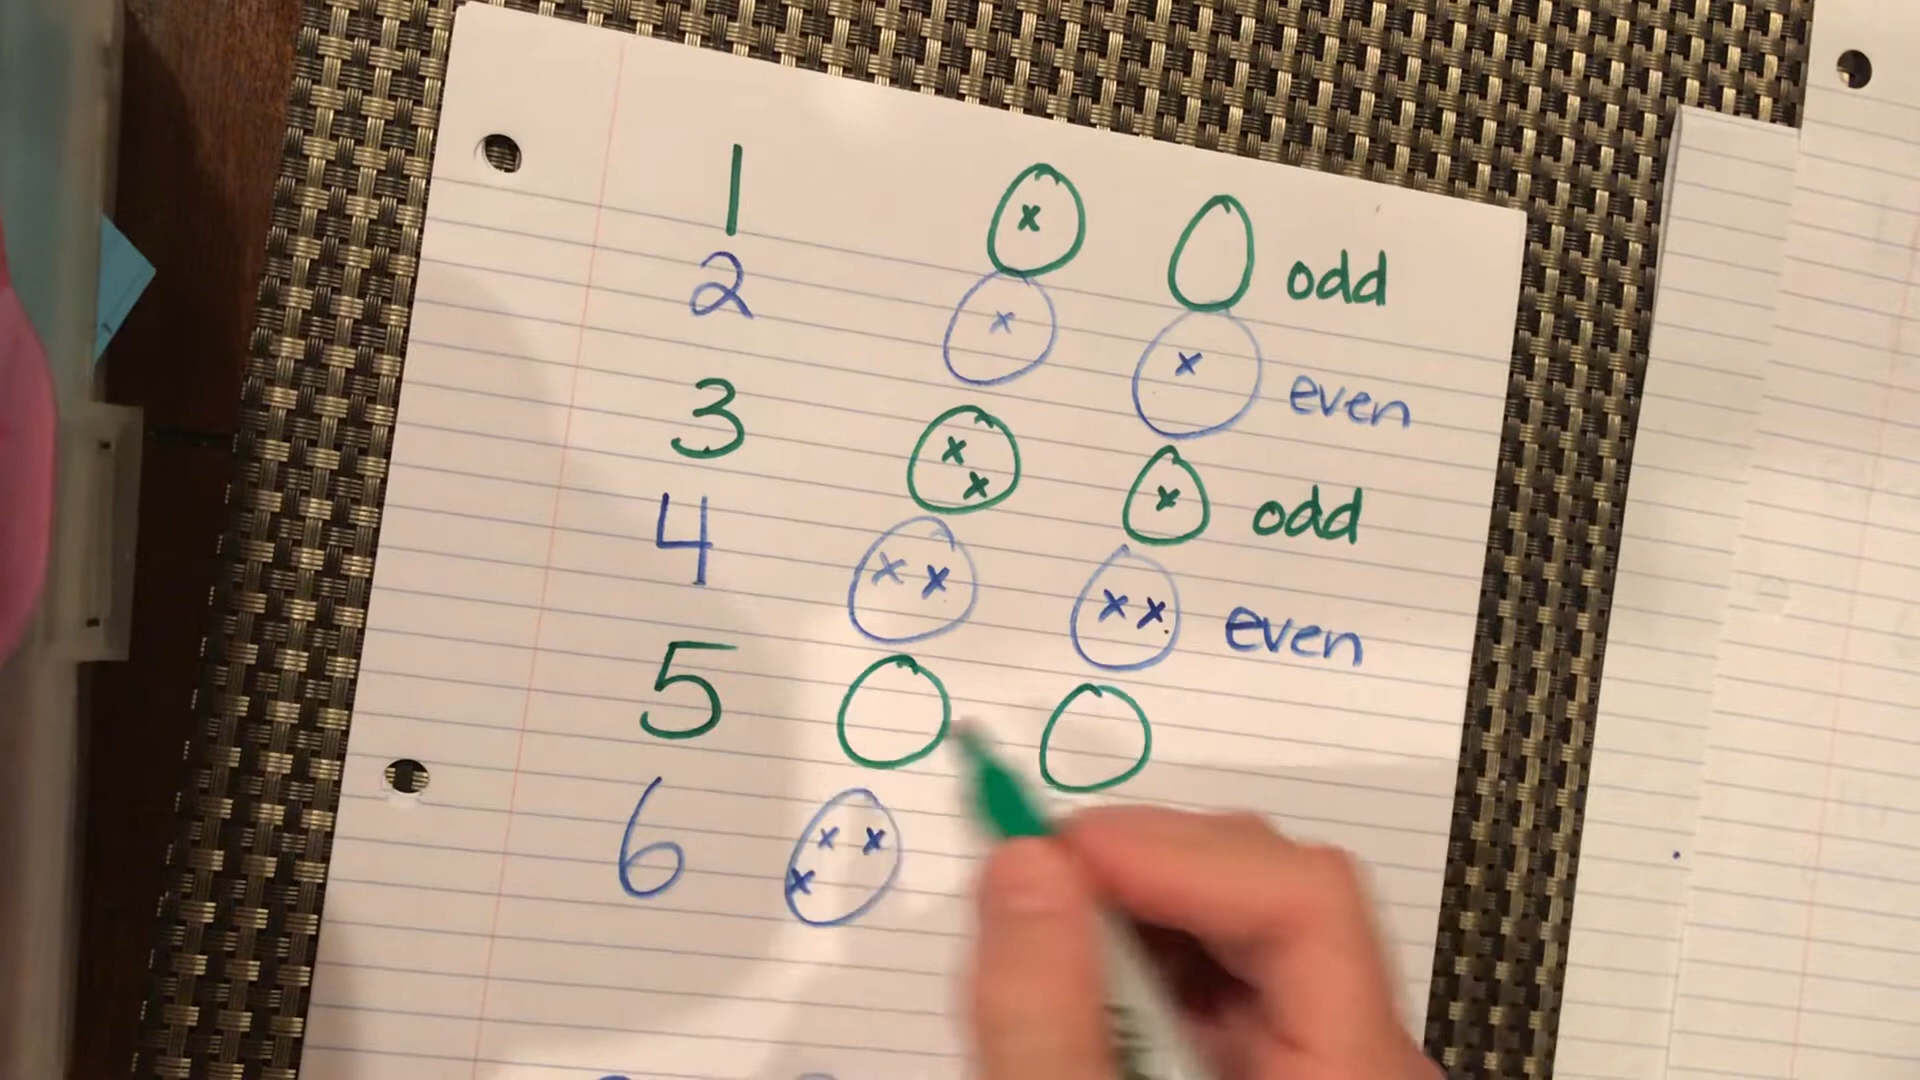 1 x odd
2 x x even
3 x x x odd
4 x x x x even
5
6 x x x